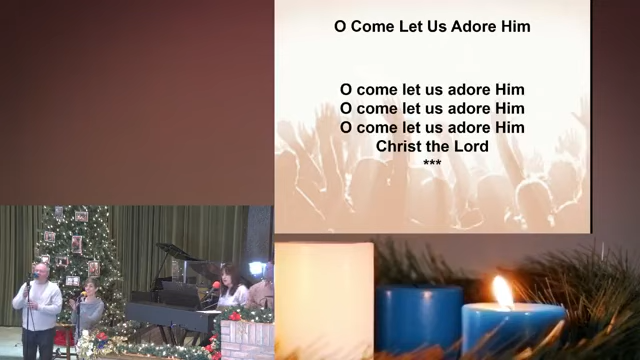 O Come Let Us Adore Him
O come let us adore Him
O come let us adore Him
O come let us adore Him
Christ the Lord
***